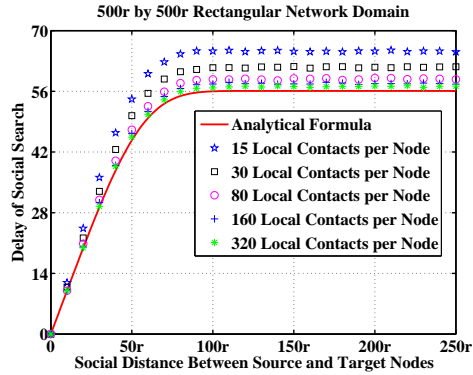 500r by 500r Rectangular Network Domain
70
56
42
28
14
0
Delay of Social Search
Analytical Formula
15 Local Contacts per Node
30 Local Contacts per Node
80 Local Contacts per Node
160 Local Contacts per Node
320 Local Contacts per Node
0 50r 100r 150r 200r 250r
Social Distance Between Source and Target Nodes